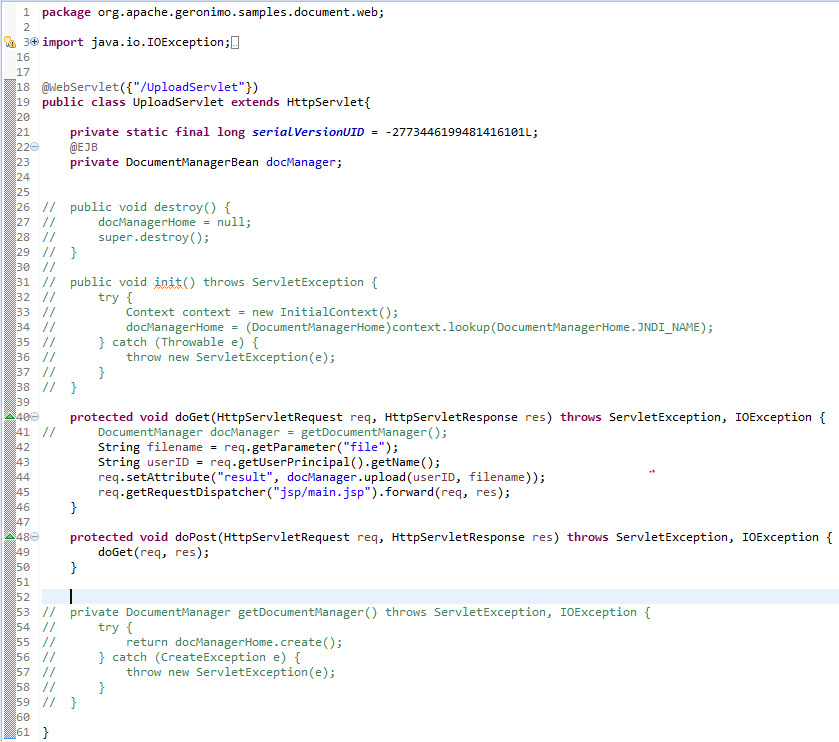 1 package org.apache.geronimo.samples.document.web;
2
3 import java.io.IOException;
16
17
18 @WebServlet({"/UploadServlet"})
19 public class UploadServlet extends HttpServlet{
20
21     private static final long serialVersionUID = -2773446199481416101L;
22     @EJB
23     private DocumentManagerBean docManager;
24
25
26 //  public void destroy() {
27 //      docManagerHome = null;
28 //      super.destroy();
29 //  }
30 //
31 //  public void init() throws ServletException {
32 //      try {
33 //          Context context = new InitialContext();
34 //          docManagerHome = (DocumentManagerHome)context.lookup(DocumentManagerHome.JNDI_NAME);
35 //      } catch (Throwable e) {
36 //          throw new ServletException(e);
37 //      }
38 //  }
39
40     protected void doGet(HttpServletRequest req, HttpServletResponse res) throws ServletException, IOException {
41 //      DocumentManager docManager = getDocumentManager();
42         String filename = req.getParameter("file");
43         String userID = req.getUserPrincipal().getName();
44         req.setAttribute("result", docManager.upload(userID, filename));
45         req.getRequestDispatcher("jsp/main.jsp").forward(req, res);
46     }
47
48     protected void doPost(HttpServletRequest req, HttpServletResponse res) throws ServletException, IOException {
49         doGet(req, res);
50     }
51
52
53 //  private DocumentManager getDocumentManager() throws ServletException, IOException {
54 //      try {
55 //          return docManagerHome.create();
56 //      } catch (CreateException e) {
57 //          throw new ServletException(e);
58 //      }
59 //  }
60
61 }